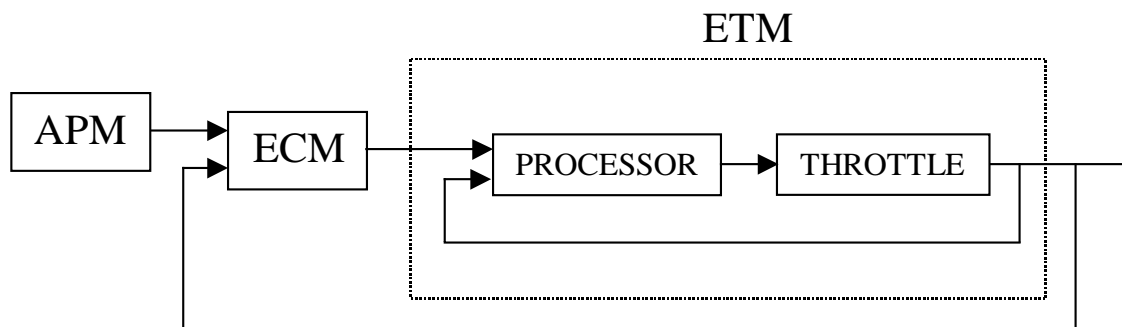 ETM
APM
ECM
PROCESSOR
THROTTLE